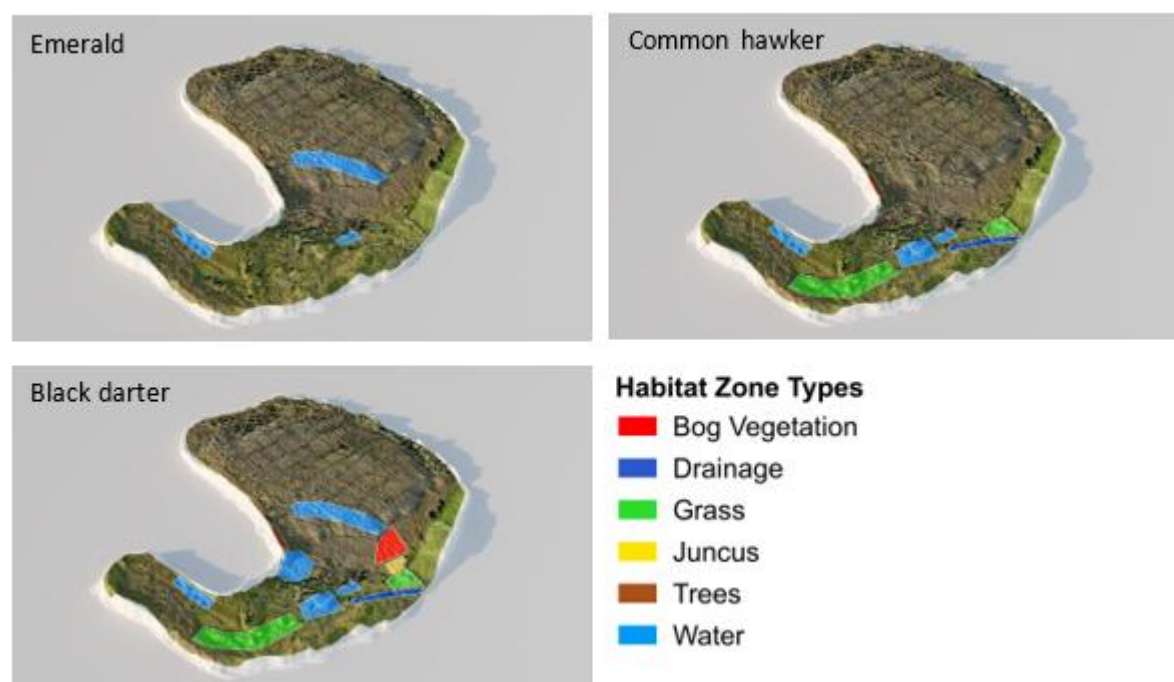 Emerald
Common hawker
Black darter
Habitat Zone Types
Bog Vegetation
Drainage
Grass
Juncus
Trees
Water